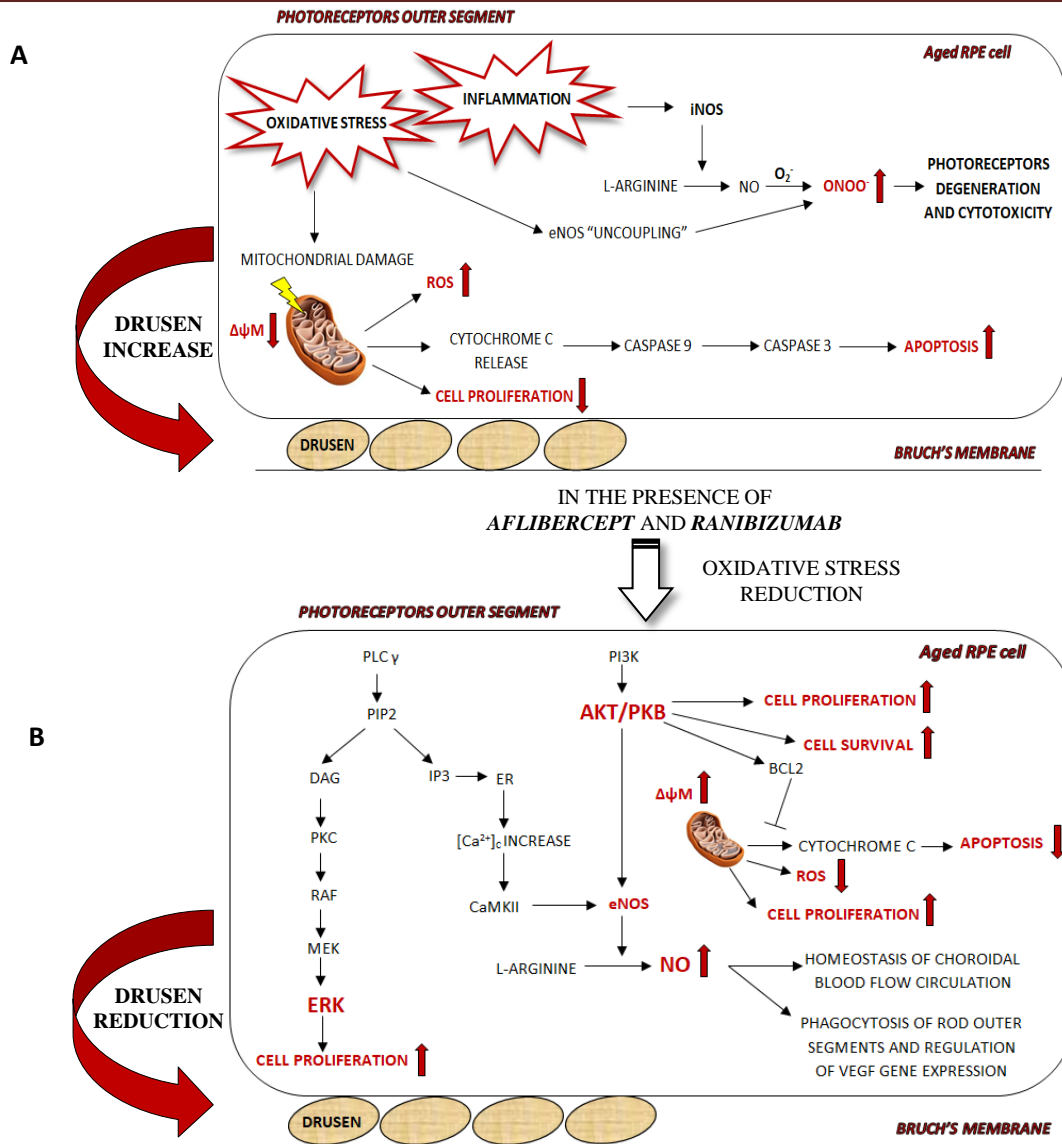 PHOTORECEPTORS OUTER SEGMENT
A
Aged RPE cell
INFLAMMATION
OXIDATIVE STRESS
iNOS
L-ARGININE
NO
O₂⁻
ONOO⁻
PHOTORECEPTORS
DEGENERATION
AND CYTOTOXICITY
eNOS “UNCOUPLING”
MITOCHONDRIAL DAMAGE
ROS
ΔψM
DRUSEN
INCREASE
CYTOCHROME C
RELEASE
CASPASE 9
CASPASE 3
APOPTOSIS
CELL PROLIFERATION
DRUSEN
BRUCH'S MEMBRANE
IN THE PRESENCE OF
AFLIBERCEPT AND RANIBIZUMAB
OXIDATIVE STRESS
REDUCTION
PHOTORECEPTORS OUTER SEGMENT
B
Aged RPE cell
PLC γ
PIP2
DAG
IP3
ER
PKC
[Ca²⁺]c INCREASE
RAF
CaMKII
MEK
ERK
CELL PROLIFERATION
PI3K
AKT/PKB
CELL PROLIFERATION
CELL SURVIVAL
BCL2
ΔψM
CYTOCHROME C
APOPTOSIS
ROS
CELL PROLIFERATION
eNOS
L-ARGININE
NO
HOMEOSTASIS OF CHOROIDAL
BLOOD FLOW CIRCULATION
PHAGOCYTOSIS OF ROD OUTER
SEGMENTS AND REGULATION
OF VEGF GENE EXPRESSION
DRUSEN
REDUCTION
DRUSEN
BRUCH'S MEMBRANE